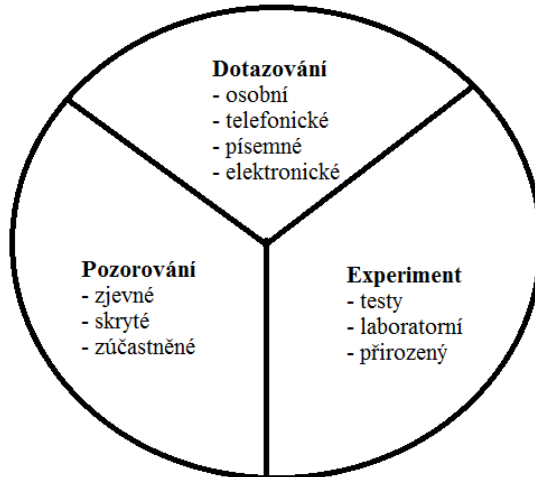 Dotazování
- osobní
- telefonické
- písemné
- elektronické
Pozorování
- zjevné
- skryté
- zúčastněné
Experiment
- testy
- laboratorní
- přirozený